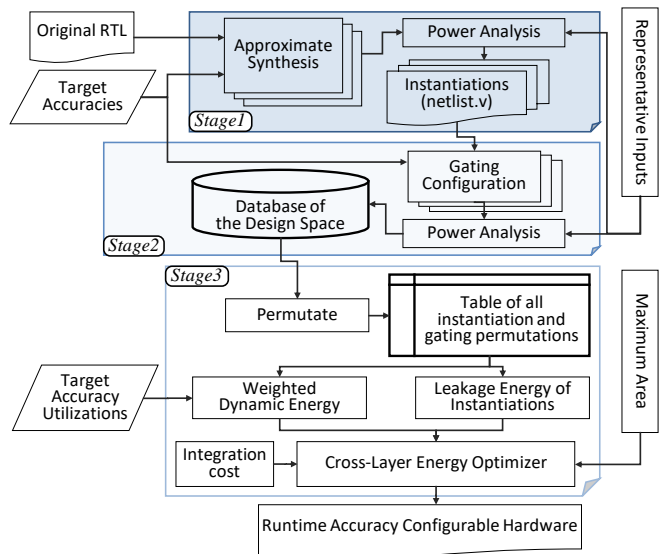 Original RTL
Approximate
Synthesis
Power Analysis
Target
Accuracies
Instantiations
(netlist.v)
Stage1
Representative Inputs
Gating
Configuration
Database of
the Design Space
Power Analysis
Stage2
Stage3
Permutate
Table of all
instantiation and
gating permutations
Maximum Area
Target
Accuracy
Utilizations
Weighted
Dynamic Energy
Leakage Energy of
Instantiations
Integration
cost
Cross-Layer Energy Optimizer
Runtime Accuracy Configurable Hardware